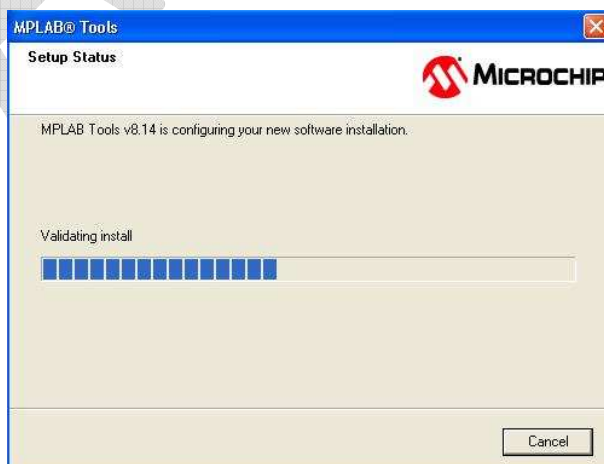 MPLAB® Tools
Setup Status
MICROCHIP
MPLAB Tools v8.14 is configuring your new software installation.
Validating install
Cancel